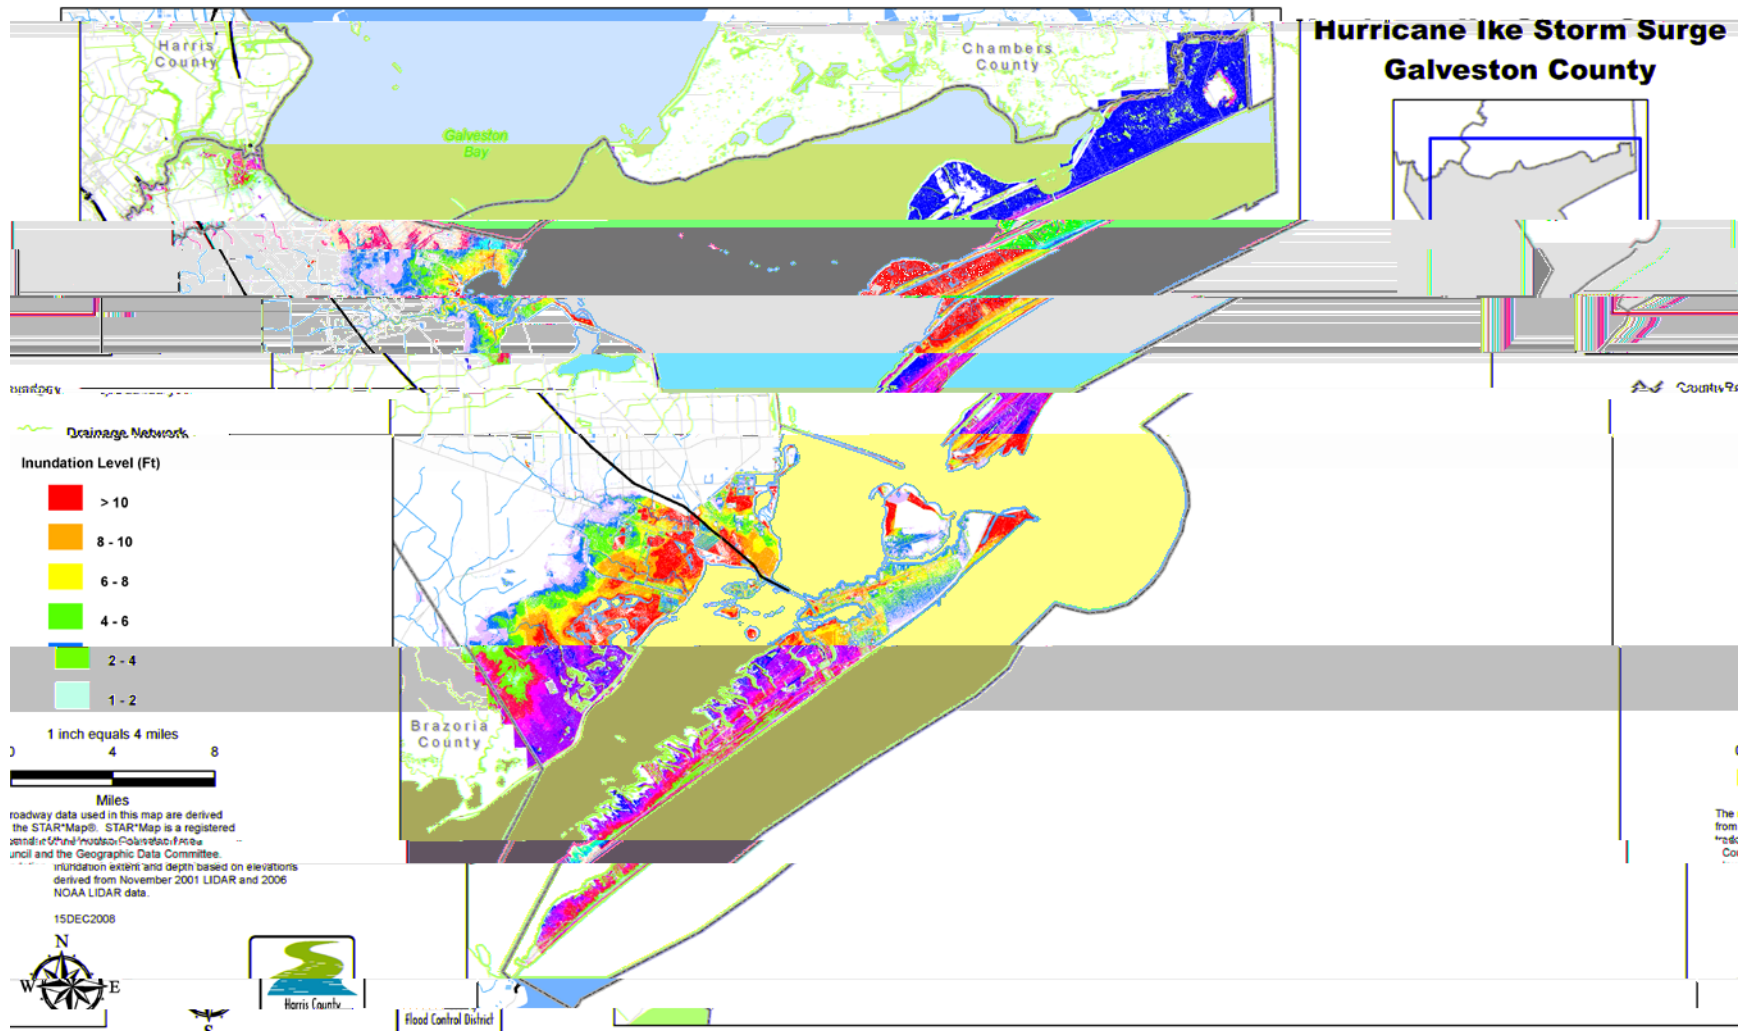 Hurricane Ike Storm Surge
Galveston County
Harris
County
Chambers
County
Galveston
Bay
Drainage Network
Inundation Level (Ft)
> 10
8 - 10
6 - 8
4 - 6
2 - 4
1 - 2
Brazoria
County
1 inch equals 4 miles
0 4 8
Miles
roadway data used in this map are derived
the STAR*Map®. STAR*Map is a registered
uncil and the Geographic Data Committee.
Inundation extent and depth based on elevations
derived from November 2001 LIDAR and 2006
NOAA LIDAR data.
15DEC2008
The
from
N
W E
S
Harris County
Flood Control District